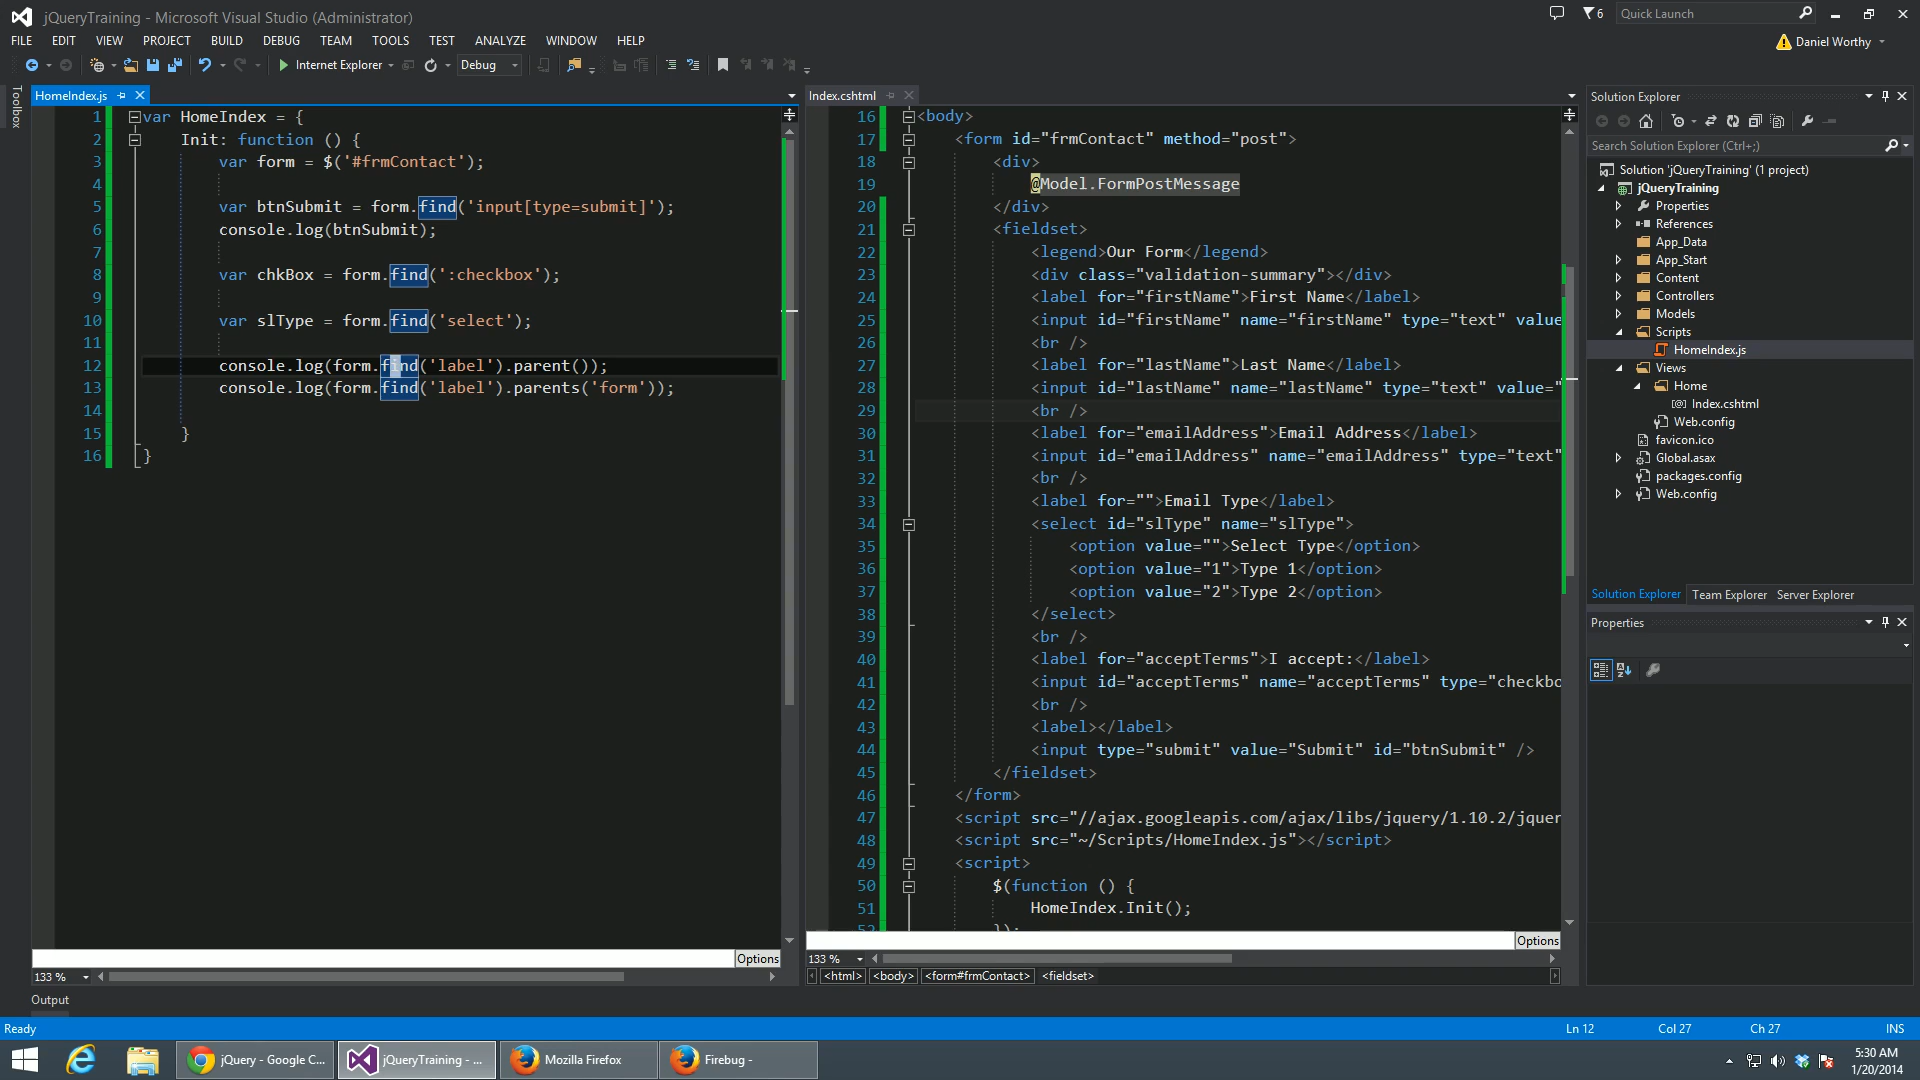 jQueryTraining - Microsoft Visual Studio (Administrator)
6
Quick Launch
FILE EDIT VIEW PROJECT BUILD DEBUG TEAM TOOLS TEST ANALYZE WINDOW HELP
Daniel Worthy
Internet Explorer
Debug
Toolbox
HomeIndex.js
1 var HomeIndex = {
2 Init: function () {
3 var form = $('#frmContact');
4
5 var btnSubmit = form.find('input[type=submit]');
6 console.log(btnSubmit);
7
8 var chkBox = form.find(':checkbox');
9
10 var slType = form.find('select');
11
12 console.log(form.find('label').parent());
13 console.log(form.find('label').parents('form'));
14
15 }
16 }
Options
133 %
Index.cshtml
16 <body>
17 <form id="frmContact" method="post">
18 <div>
19 @Model.FormPostMessage
20 </div>
21 <fieldset>
22 <legend>Our Form</legend>
23 <div class="validation-summary"></div>
24 <label for="firstName">First Name</label>
25 <input id="firstName" name="firstName" type="text" value
26 <br />
27 <label for="lastName">Last Name</label>
28 <input id="lastName" name="lastName" type="text" value="
29 <br />
30 <label for="emailAddress">Email Address</label>
31 <input id="emailAddress" name="emailAddress" type="text"
32 <br />
33 <label for="">Email Type</label>
34 <select id="slType" name="slType">
35 <option value="">Select Type</option>
36 <option value="1">Type 1</option>
37 <option value="2">Type 2</option>
38 </select>
39 <br />
40 <label for="acceptTerms">I accept:</label>
41 <input id="acceptTerms" name="acceptTerms" type="checkbo
42 <br />
43 <label></label>
44 <input type="submit" value="Submit" id="btnSubmit" />
45 </fieldset>
46 </form>
47 <script src="//ajax.googleapis.com/ajax/libs/jquery/1.10.2/jquer
48 <script src="~/Scripts/HomeIndex.js"></script>
49 <script>
50 $(function () {
51 HomeIndex.Init();
52 });
Options
133 %
<html> <body> <form#frmContact> <fieldset>
Solution Explorer
Search Solution Explorer (Ctrl+;)
Solution 'jQueryTraining' (1 project)
jQueryTraining
Properties
References
App_Data
App_Start
Content
Controllers
Models
Scripts
HomeIndex.js
Views
Home
Index.cshtml
Web.config
favicon.ico
Global.asax
packages.config
Web.config
Solution Explorer Team Explorer Server Explorer
Properties
Output
Ready
Ln 12 Col 27 Ch 27 INS
jQuery - Google C...
jQueryTraining - ...
Mozilla Firefox
Firebug -
5:30 AM
1/20/2014